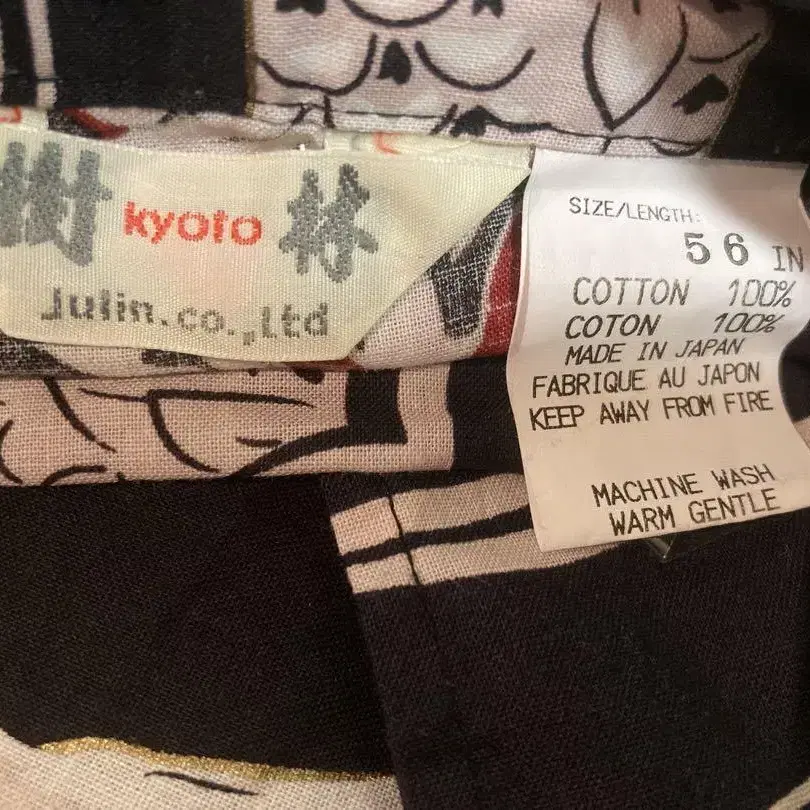 樹 kyoto 林
Julin.co.,Ltd
SIZE/LENGTH:
56 IN
COTTON 100%
COTON 100%
MADE IN JAPAN
FABRIQUE AU JAPON
KEEP AWAY FROM FIRE
MACHINE WASH
WARM GENTLE